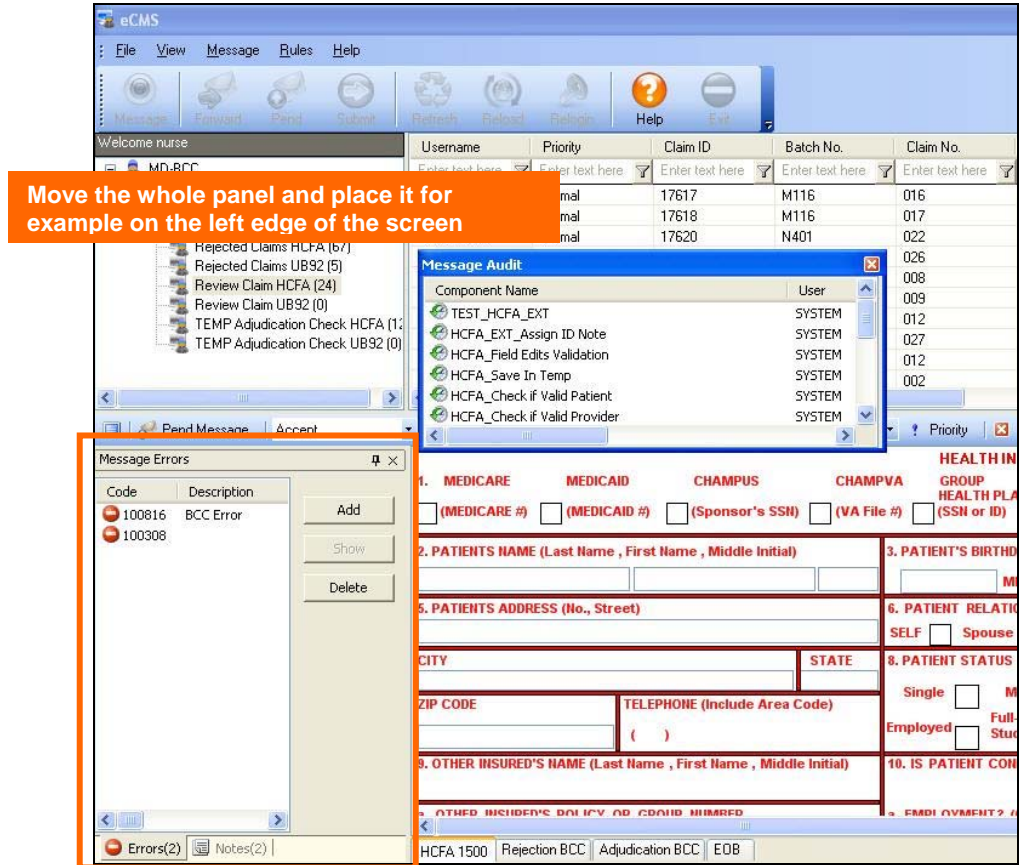 eCMS
File View Message Rules Help
Message Forward Pend Submit Refresh Reload Relogin Help Exit
Welcome nurse
MD-BCC
Move the whole panel and place it for
example on the left edge of the screen
Rejected Claims HCFA (67)
Rejected Claims UB92 (5)
Review Claim HCFA (24)
Review Claim UB92 (0)
TEMP Adjudication Check HCFA (12
TEMP Adjudication Check UB92 (0)
Username Priority Claim ID Batch No. Claim No.
Enter text here Enter text here Enter text here Enter text here Enter text here
mal 17617 M116 016
mal 17618 M116 017
mal 17620 N401 022
026
008
009
012
027
012
002
Message Audit
Component Name User
TEST_HCFA_EXT SYSTEM
HCFA_EXT_Assign ID Note SYSTEM
HCFA_Field Edits Validation SYSTEM
HCFA_Save In Temp SYSTEM
HCFA_Check if Valid Patient SYSTEM
HCFA_Check if Valid Provider SYSTEM
Pend Message Accept Priority
Message Errors
Code Description
100816 BCC Error
100308
Add
Show
Delete
Errors(2) Notes(2)
HEALTH IN
1. MEDICARE MEDICAID CHAMPUS CHAMPVA GROUP
HEALTH PLA
(MEDICARE #) (MEDICAID #) (Sponsor's SSN) (VA File #) (SSN or ID)
2. PATIENTS NAME (Last Name , First Name , Middle Initial) 3. PATIENT'S BIRTHD
5. PATIENTS ADDRESS (No., Street) 6. PATIENT RELATIO
SELF Spouse
CITY STATE 8. PATIENT STATUS
Single M
ZIP CODE TELEPHONE (Include Area Code)
Employed Full-
Stud
( )
9. OTHER INSURED'S NAME (Last Name , First Name , Middle Initial) 10. IS PATIENT CON
a. OTHER INSURED'S POLICY OR GROUP NUMBER a. EMPLOYMENT? (
HCFA 1500 Rejection BCC Adjudication BCC EOB